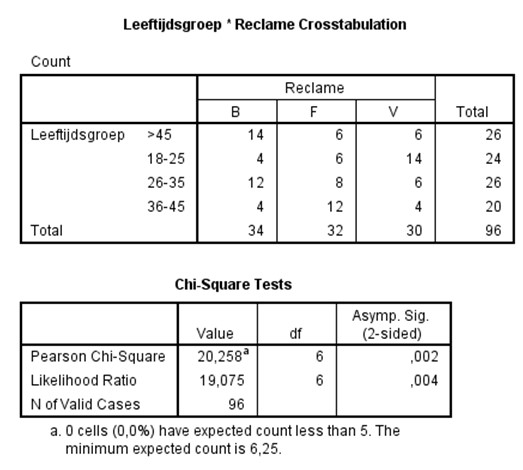 Leeftijdsgroep * Reclame Crosstabulation
Count
Reclame
B F V Total
Leeftijdsgroep >45 14 6 6 26
18-25 4 6 14 24
26-35 12 8 6 26
36-45 4 12 4 20
Total 34 32 30 96
Chi-Square Tests
Asymp. Sig.
Value df (2-sided)
Pearson Chi-Square 20,258a 6 ,002
Likelihood Ratio 19,075 6 ,004
N of Valid Cases 96
a. 0 cells (0,0%) have expected count less than 5. The
minimum expected count is 6,25.